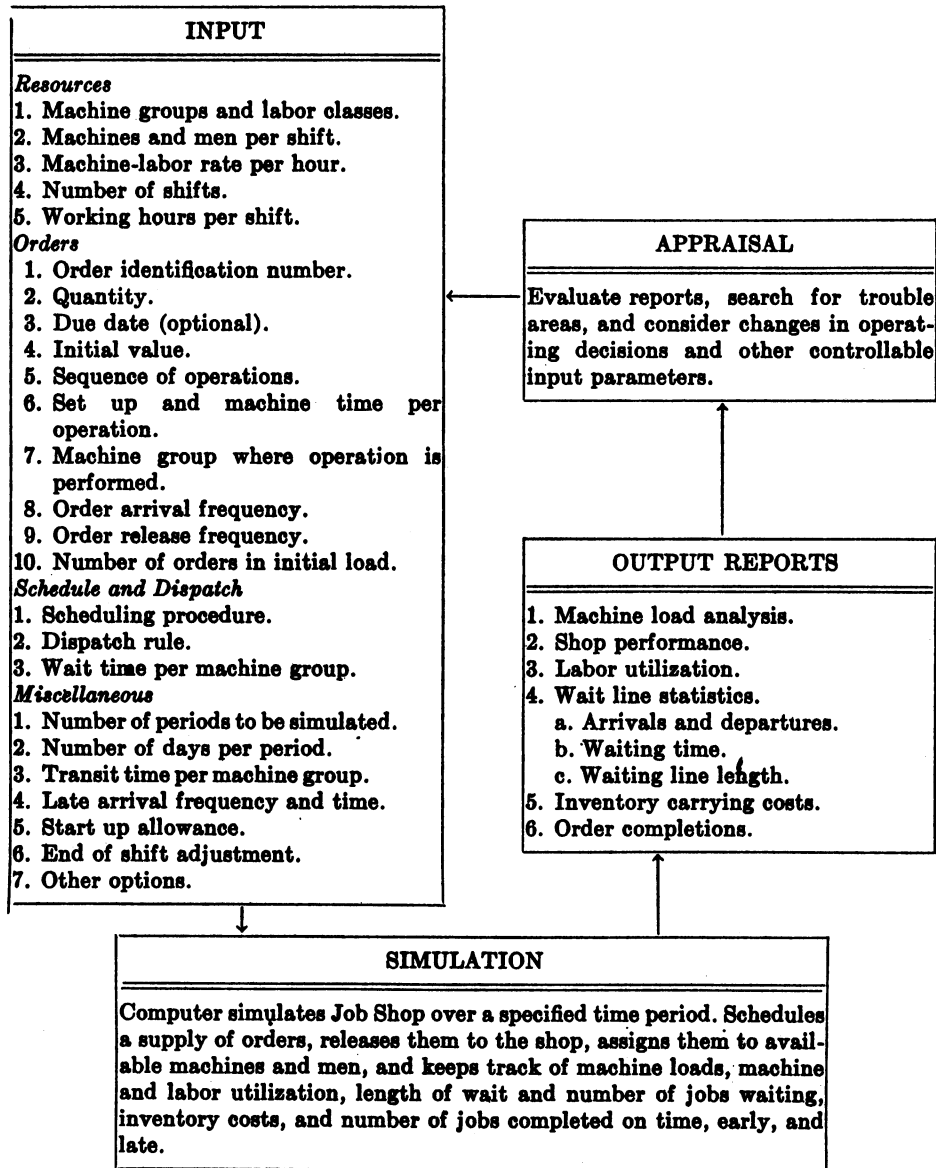 INPUT
Resources
1. Machine groups and labor classes.
2. Machines and men per shift.
3. Machine-labor rate per hour.
4. Number of shifts.
5. Working hours per shift.
Orders
1. Order identification number.
2. Quantity.
3. Due date (optional).
4. Initial value.
5. Sequence of operations.
6. Set up and machine time per
operation.
7. Machine group where operation is
performed.
8. Order arrival frequency.
9. Order release frequency.
10. Number of orders in initial load.
Schedule and Dispatch
1. Scheduling procedure.
2. Dispatch rule.
3. Wait time per machine group.
Miscellaneous
1. Number of periods to be simulated.
2. Number of days per period.
3. Transit time per machine group.
4. Late arrival frequency and time.
5. Start up allowance.
6. End of shift adjustment.
7. Other options.
APPRAISAL
Evaluate reports, search for trouble
areas, and consider changes in operat-
ing decisions and other controllable
input parameters.
OUTPUT REPORTS
1. Machine load analysis.
2. Shop performance.
3. Labor utilization.
4. Wait line statistics.
a. Arrivals and departures.
b. Waiting time.
c. Waiting line length.
5. Inventory carrying costs.
6. Order completions.
SIMULATION
Computer simulates Job Shop over a specified time period. Schedules
a supply of orders, releases them to the shop, assigns them to avail-
able machines and men, and keeps track of machine loads, machine
and labor utilization, length of wait and number of jobs waiting,
inventory costs, and number of jobs completed on time, early, and
late.